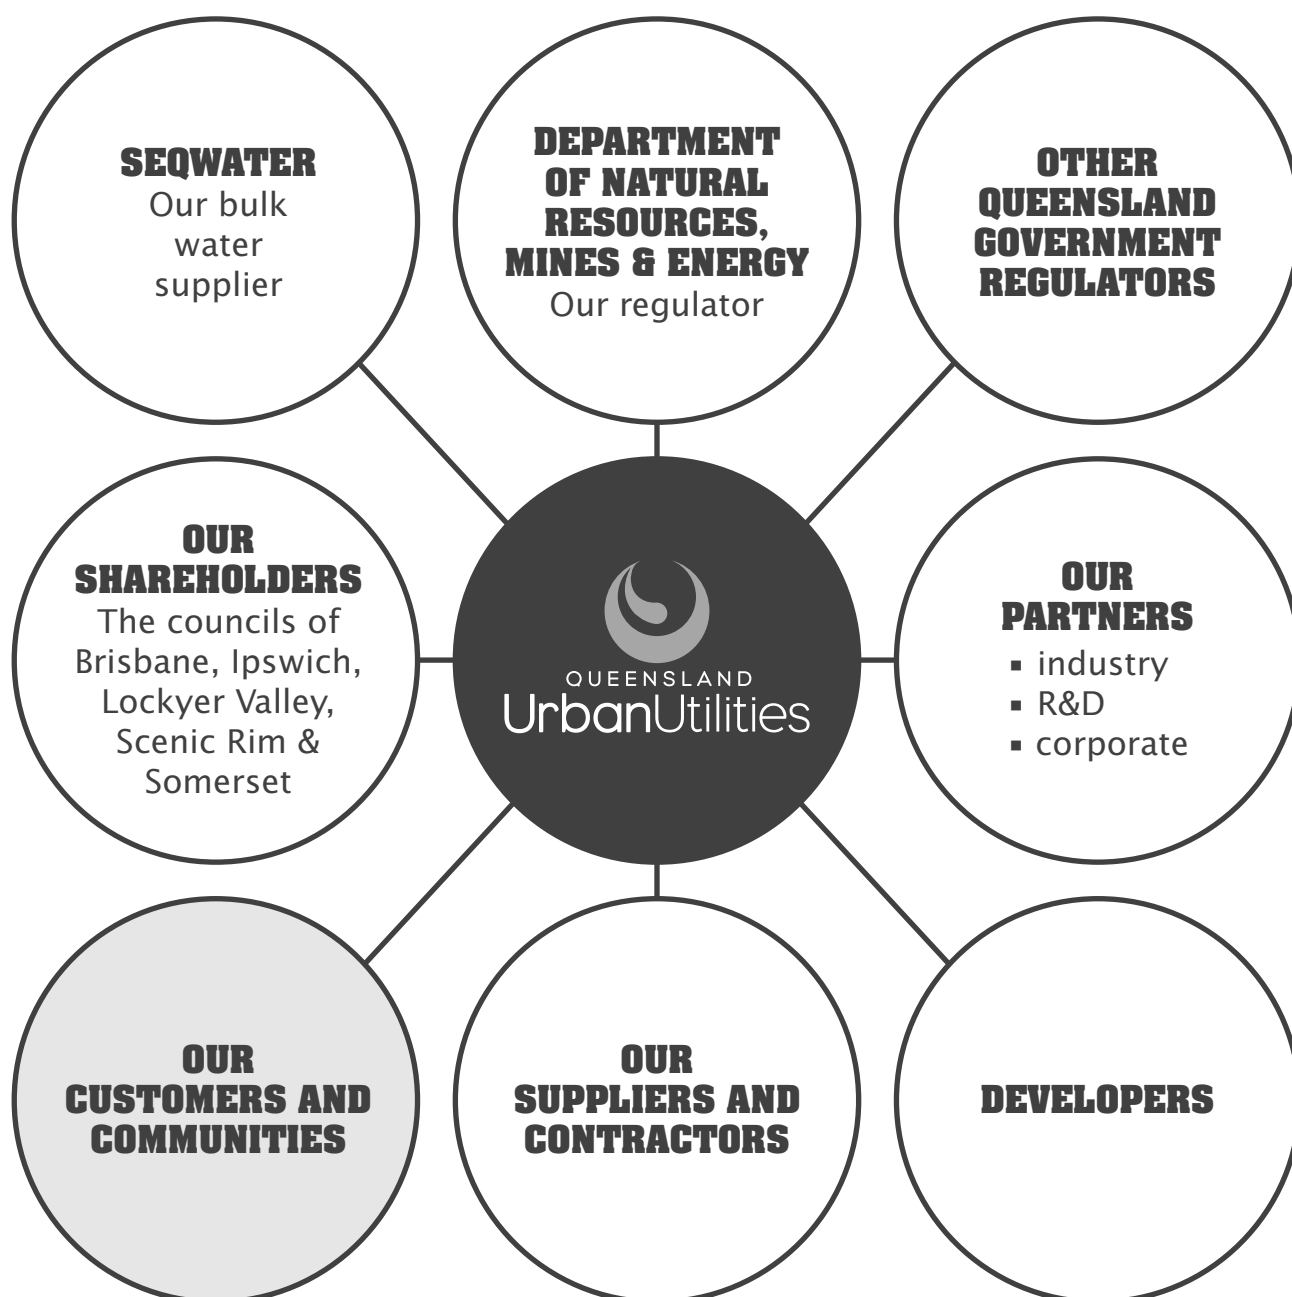 SEQWATER
Our bulk
water
supplier
DEPARTMENT
OF NATURAL
RESOURCES,
MINES & ENERGY
Our regulator
OTHER
QUEENSLAND
GOVERNMENT
REGULATORS
OUR
SHAREHOLDERS
The councils of
Brisbane, Ipswich,
Lockyer Valley,
Scenic Rim &
Somerset
QUEENSLAND
UrbanUtilities
OUR
PARTNERS
▪ industry
▪ R&D
▪ corporate
OUR
CUSTOMERS AND
COMMUNITIES
OUR
SUPPLIERS AND
CONTRACTORS
DEVELOPERS